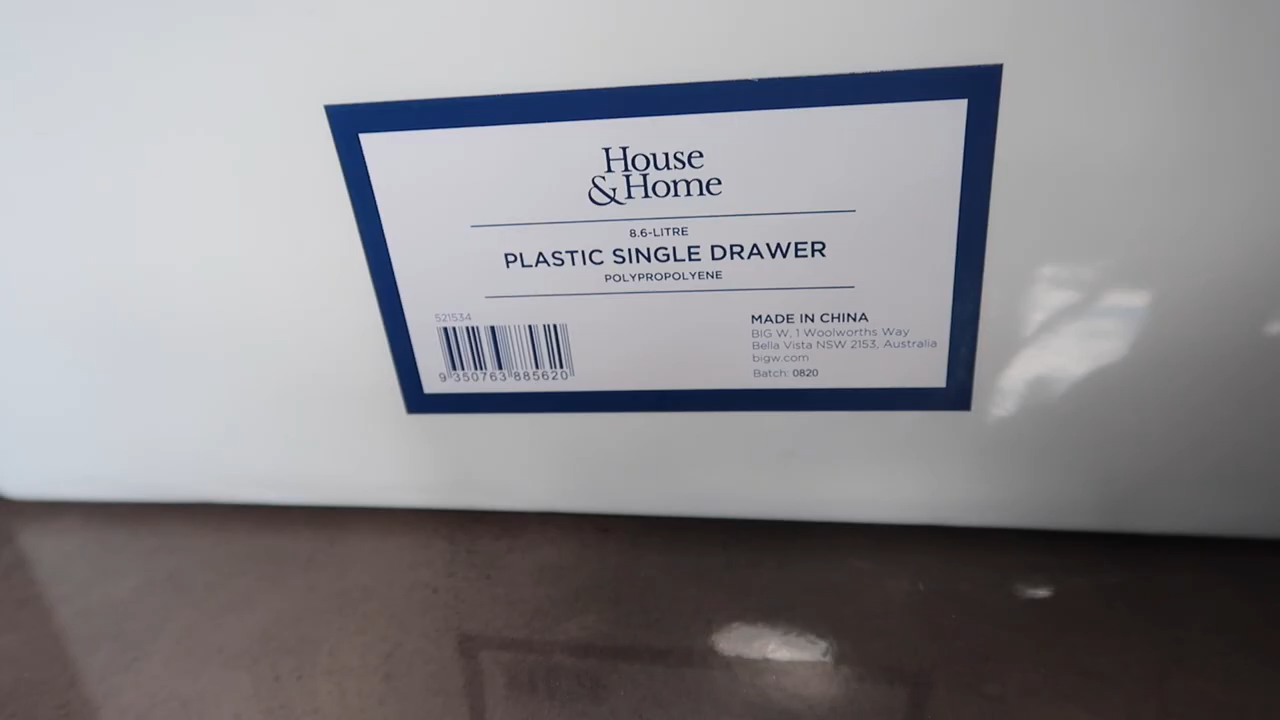 House
& Home
8.6-LITRE
PLASTIC SINGLE DRAWER
POLYPROPOLYENE
521534
9 350763 885620
MADE IN CHINA
BIG W, 1 Woolworths Way
Bella Vista NSW 2153, Australia
bigw.com
Batch: 0820